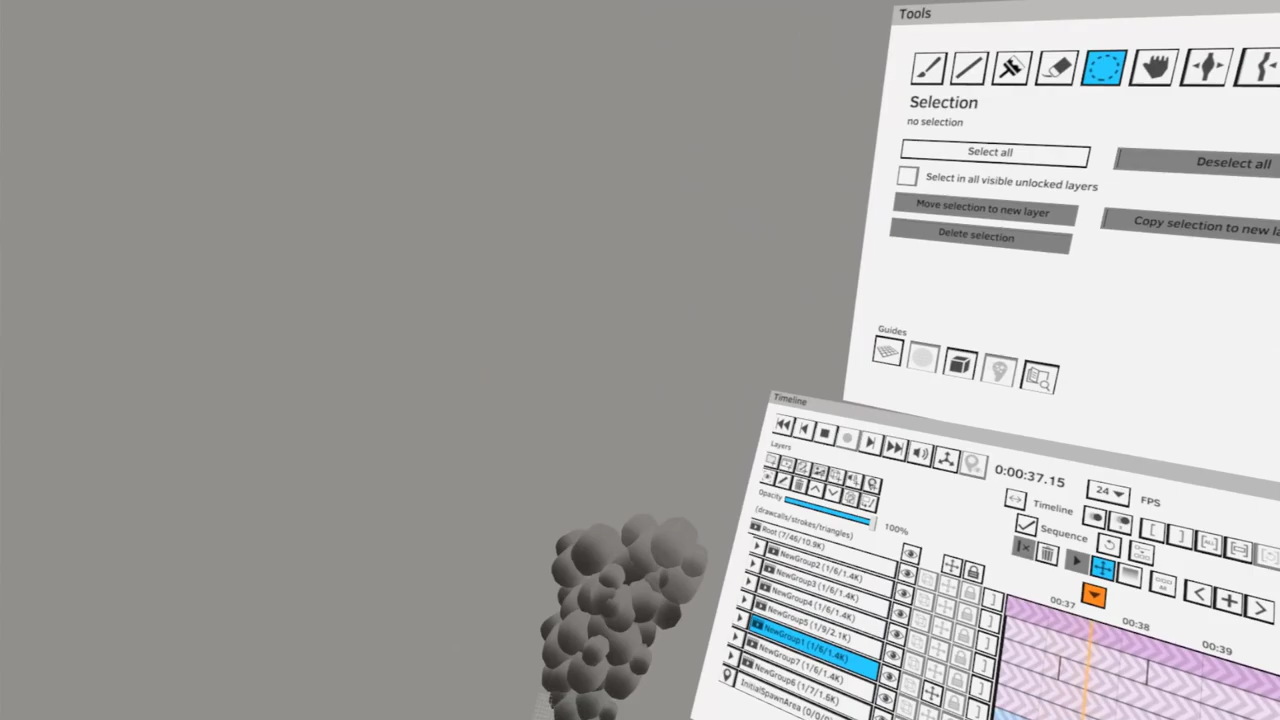 Tools
Selection
no selection
Select all
Deselect all
Select in all visible unlocked layers
Move selection to new layer
Copy selection to new la
Delete selection
Guides
Timeline
0:00:37.15
24
FPS
Layers
Timeline
Opacity
100%
Sequence
(drawcalls/strokes/triangles)
Root (7/46/10.9K)
NewGroup2 (1/6/1.4K)
NewGroup3 (1/6/1.4K)
NewGroup4 (1/6/1.4K)
NewGroup5 (1/9/2.1K)
NewGroup1 (1/6/1.4K)
NewGroup7 (1/6/1.4K)
NewGroup6 (1/7/1.6K)
InitialSpawnArea (0/0/0)
00:37
00:38
00:39